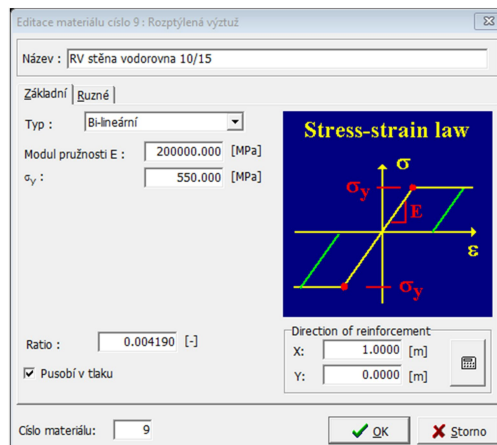 Editace materiálu císlo 9 : Rozptýlená výztuž
Název : RV stěna vodorovna 10/15
Základní Ruzné
Typ : Bi-lineární
Modul pružnosti E : 200000.000 [MPa]
σy : 550.000 [MPa]
Stress-strain law
σ
σy
E
ε
σy
Ratio : 0.004190 [-]
Pusobí v tlaku
Direction of reinforcement
X: 1.0000 [m]
Y: 0.0000 [m]
Císlo materiálu: 9
OK Storno